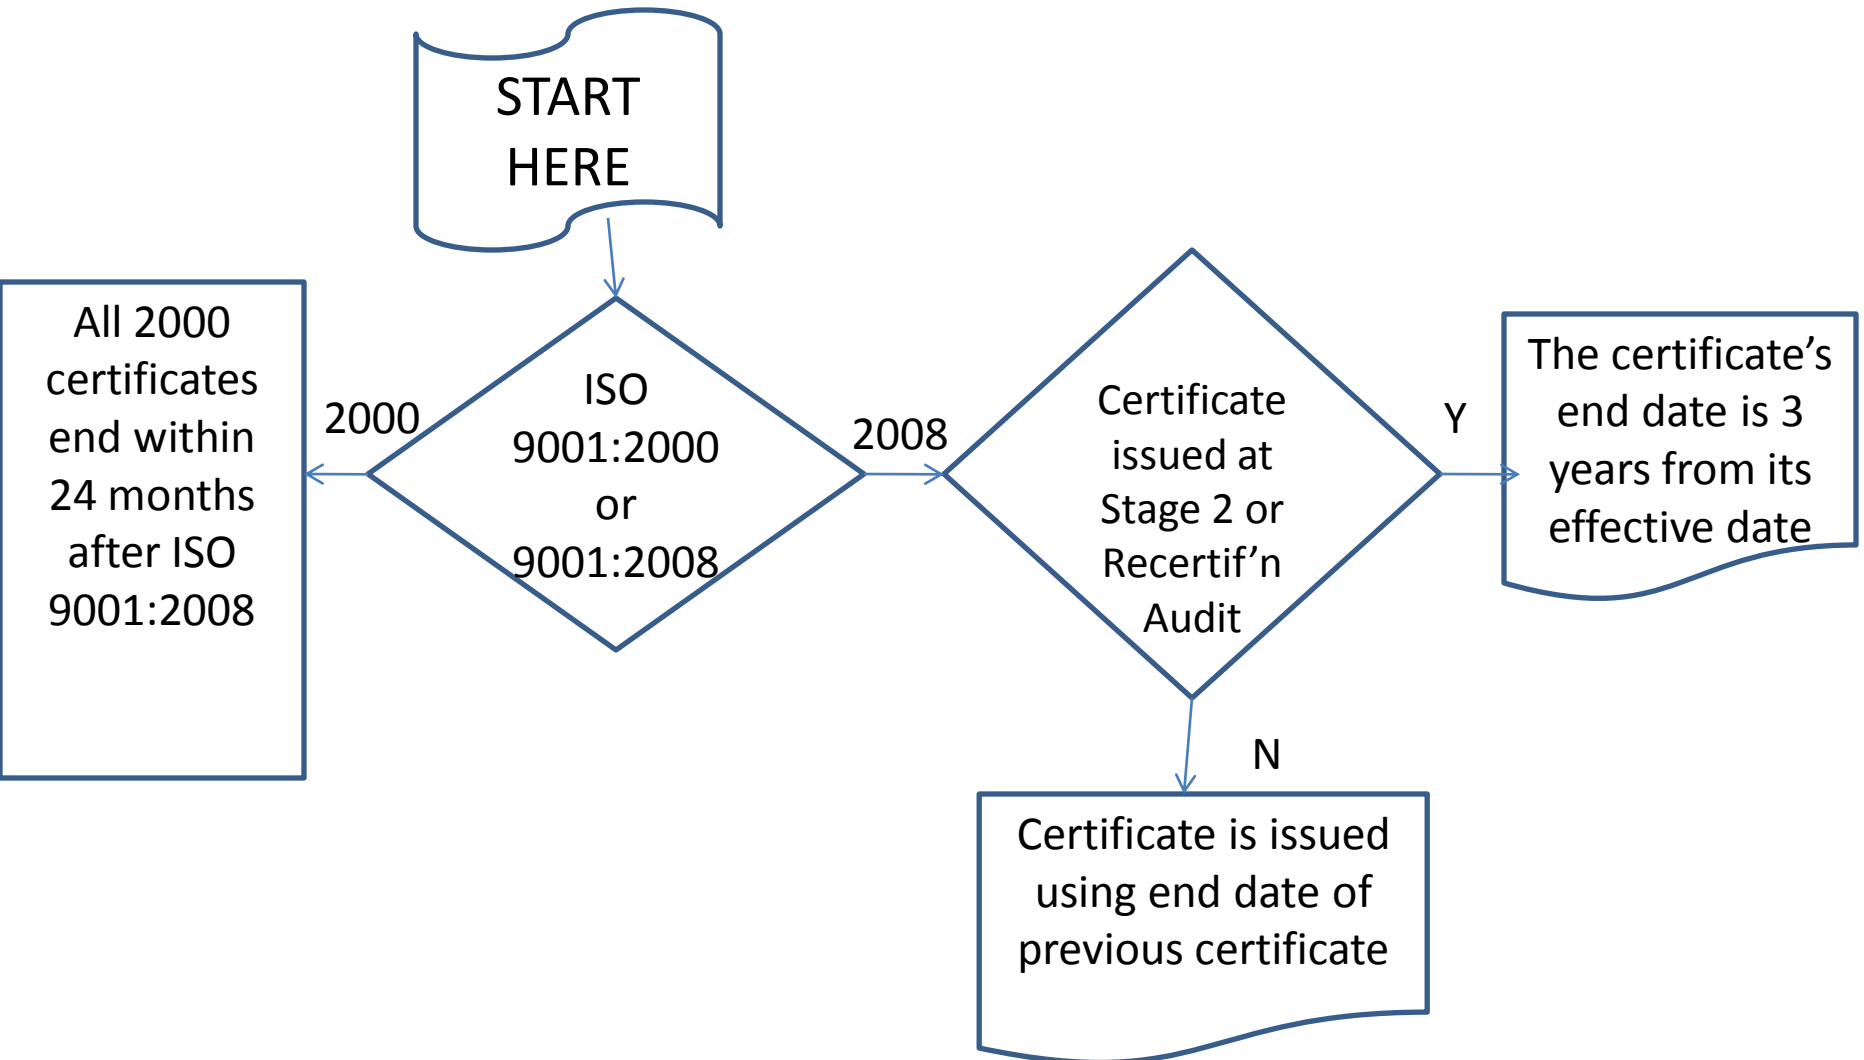 START
HERE
All 2000
certificates
end within
24 months
after ISO
9001:2008
2000
ISO
9001:2000
or
9001:2008
2008
Certificate
issued at
Stage 2 or
Recertif’n
Audit
Y
The certificate’s
end date is 3
years from its
effective date
N
Certificate is issued
using end date of
previous certificate